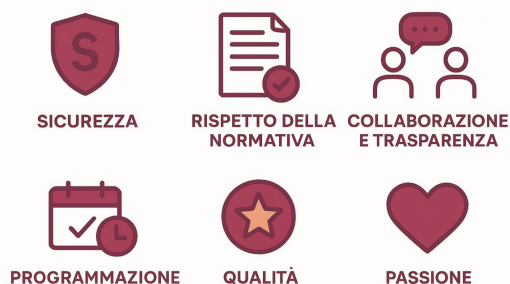 S
SICUREZZA
RISPETTO DELLA
NORMATIVA
COLLABORAZIONE
E TRASPARENZA
PROGRAMMAZIONE
QUALITÀ
PASSIONE